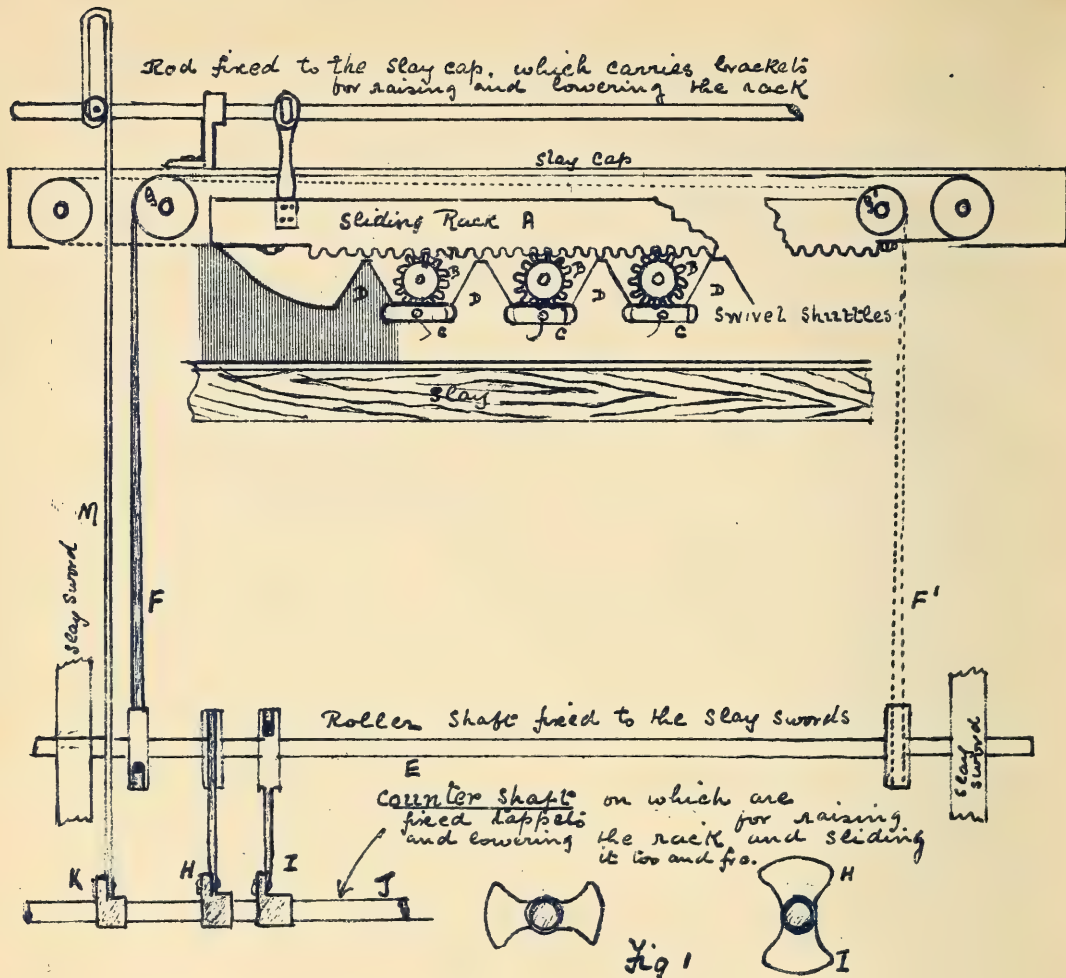 Rod fixed to the slay cap, which carries brackets
for raising and lowering the rack
Slay cap
G
G'
Sliding Rack A
B
B
B
D
D
D
D
Swivel Shuttles
C
C
C
Slay
M
Slay Sword
F
F'
Roller Shaft fixed to the Slay Swords
E
Slay Sword
Counter Shaft on which are
fixed tappets for raising
and lowering the rack and sliding
it too and fro.
K
H
I
J
H
I
Fig 1